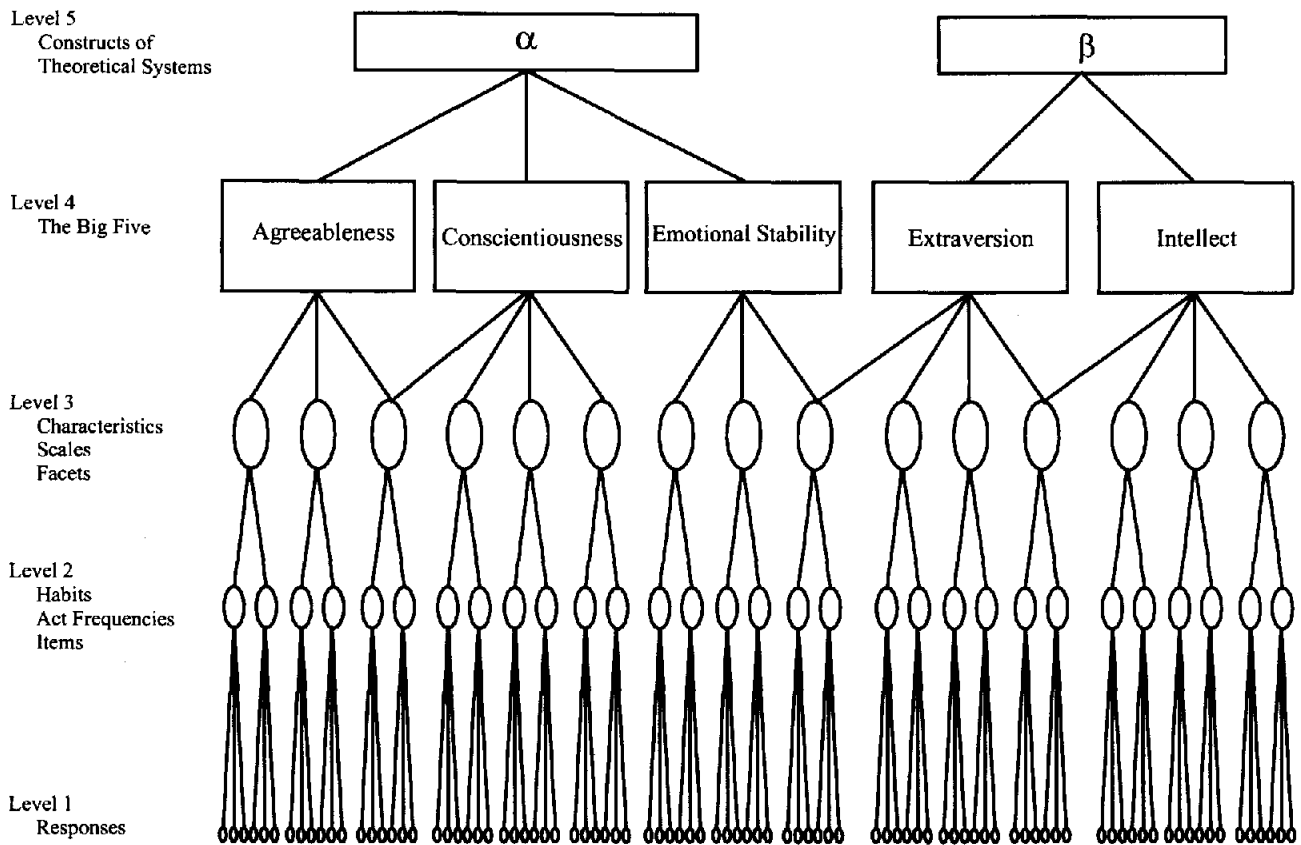 Level 5
Constructs of
Theoretical Systems
α
β
Level 4
The Big Five
Agreeableness
Conscientiousness
Emotional Stability
Extraversion
Intellect
Level 3
Characteristics
Scales
Facets
Level 2
Habits
Act Frequencies
Items
Level 1
Responses